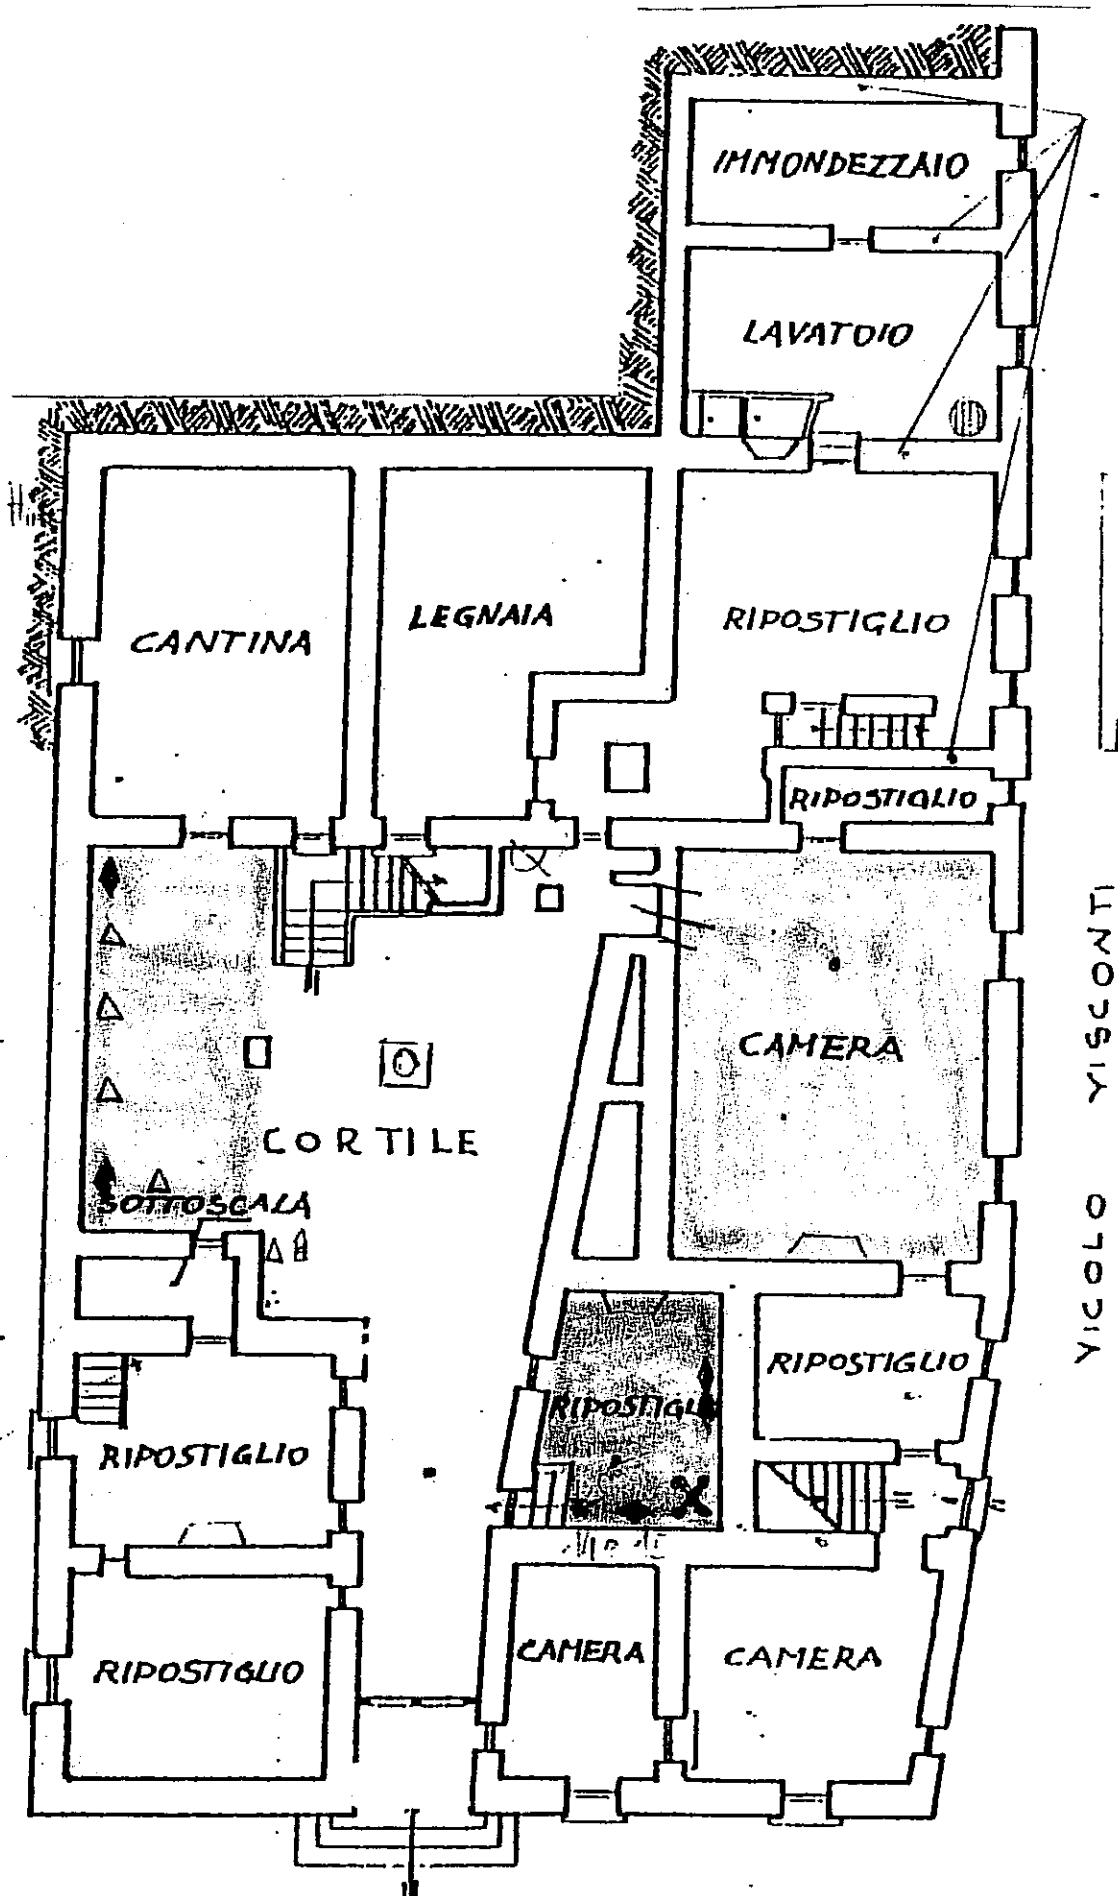 IMMONDEZZAIO
LAVATOIO
CANTINA
LEGNAIA
RIPOSTIGLIO
RIPOSTIGLIO
CAMERA
CORTILE
SOTTOSCALA
RIPOSTIGLIO
RIPOSTIGLIO
RIPOSTIGLIO
RIPOSTIGLIO
CAMERA
CAMERA
VICOLO VISCONTI